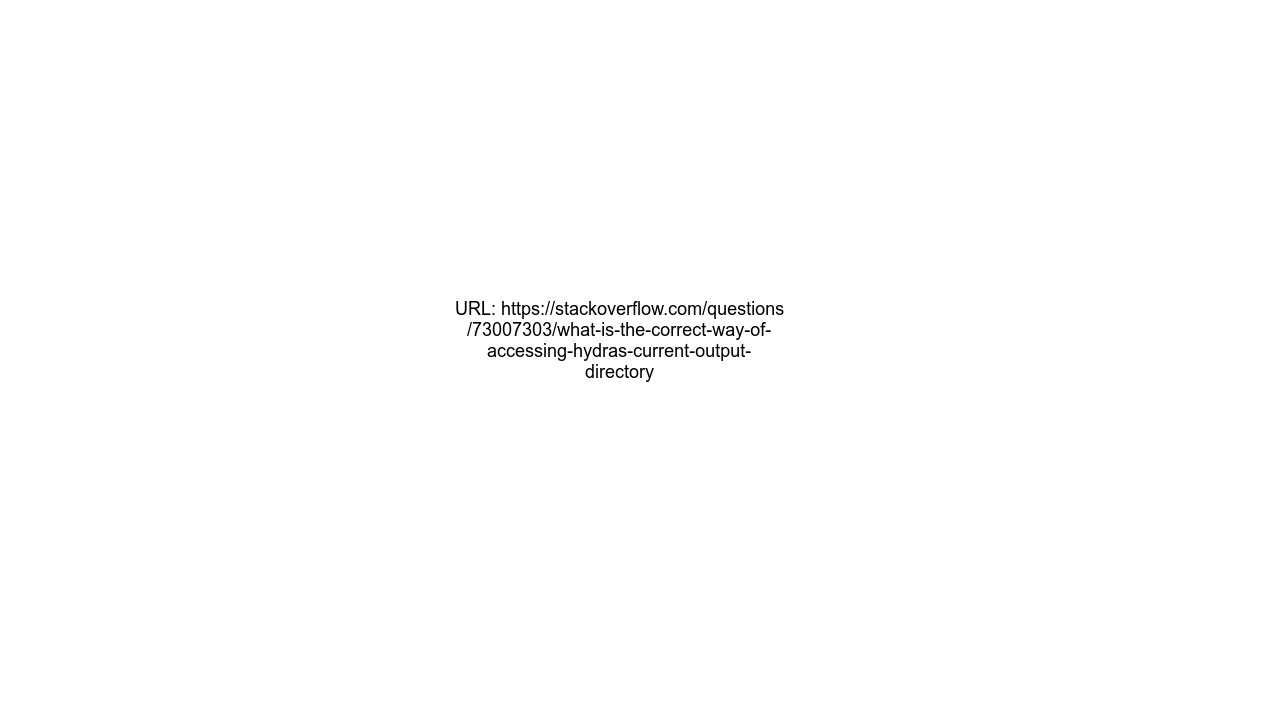 URL: https://stackoverflow.com/questions
/73007303/what-is-the-correct-way-of-
accessing-hydras-current-output-
directory